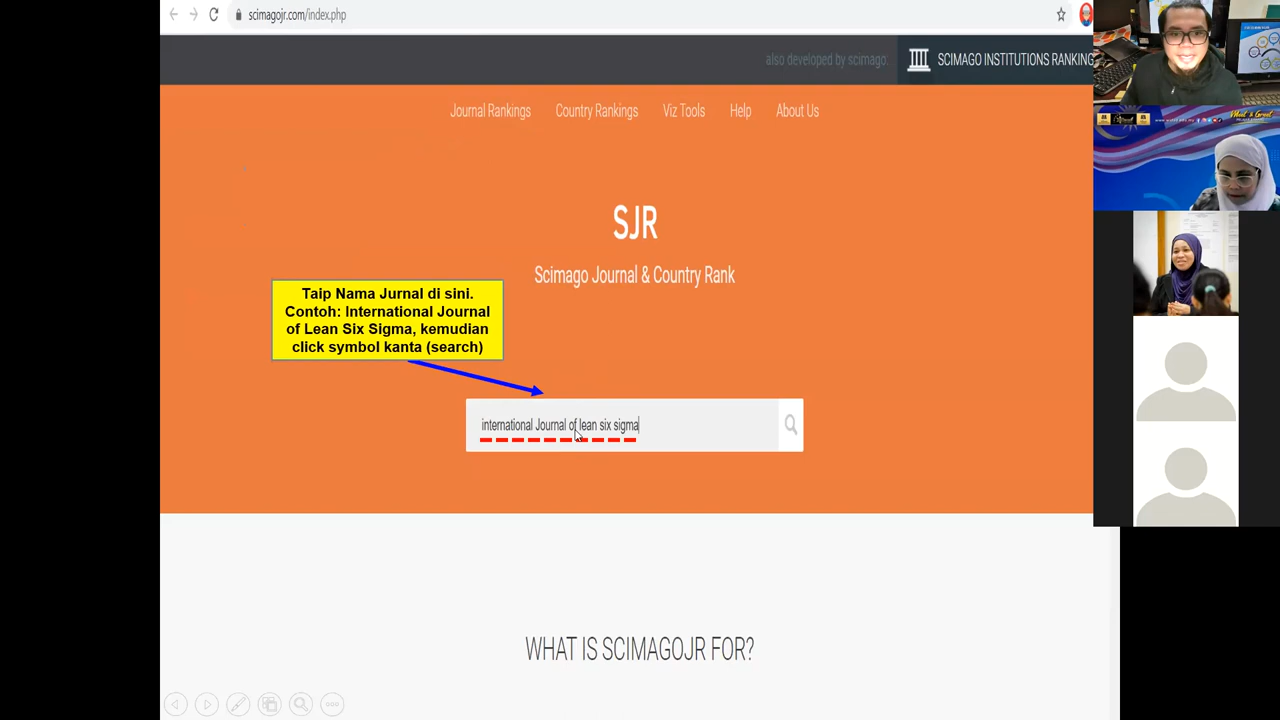 scimagojr.com/index.php
also developed by scimago.
SCIMAGO INSTITUTIONS RANKING
Journal Rankings
Country Rankings
Viz Tools
Help
About Us
SJR
Scimago Journal & Country Rank
Taip Nama Jurnal di sini.
Contoh: International Journal
of Lean Six Sigma, kemudian
click symbol kanta (search)
international Journal of lean six sigma
WHAT IS SCIMAGOJR FOR?